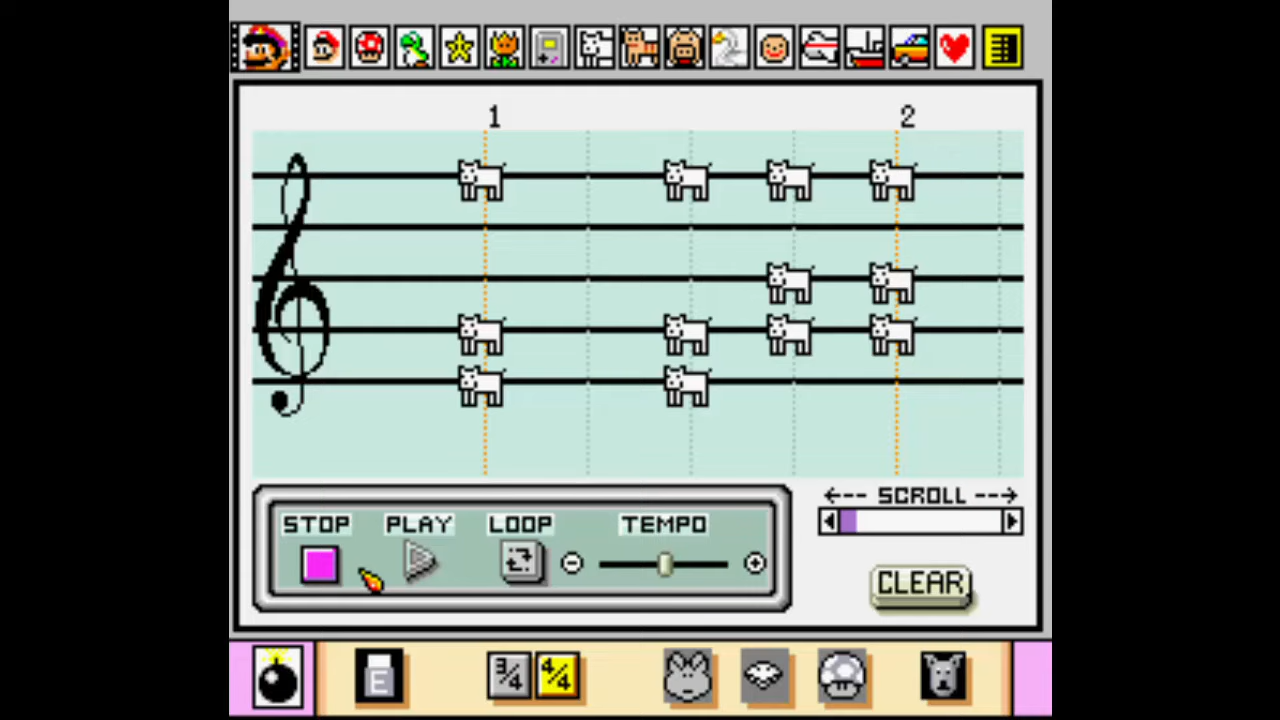 1 2
<--- SCROLL --->
STOP PLAY LOOP TEMPO
CLEAR
E 3/4 4/4